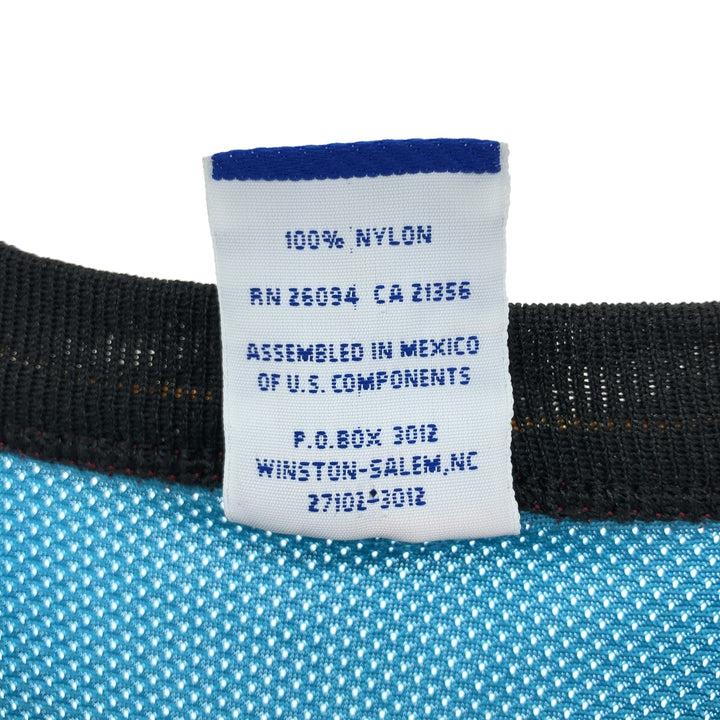 100% NYLON
RN 26094 CA 21356
ASSEMBLED IN MEXICO
OF U.S. COMPONENTS
P.O.BOX 3012
WINSTON-SALEM,NC
27102-3012